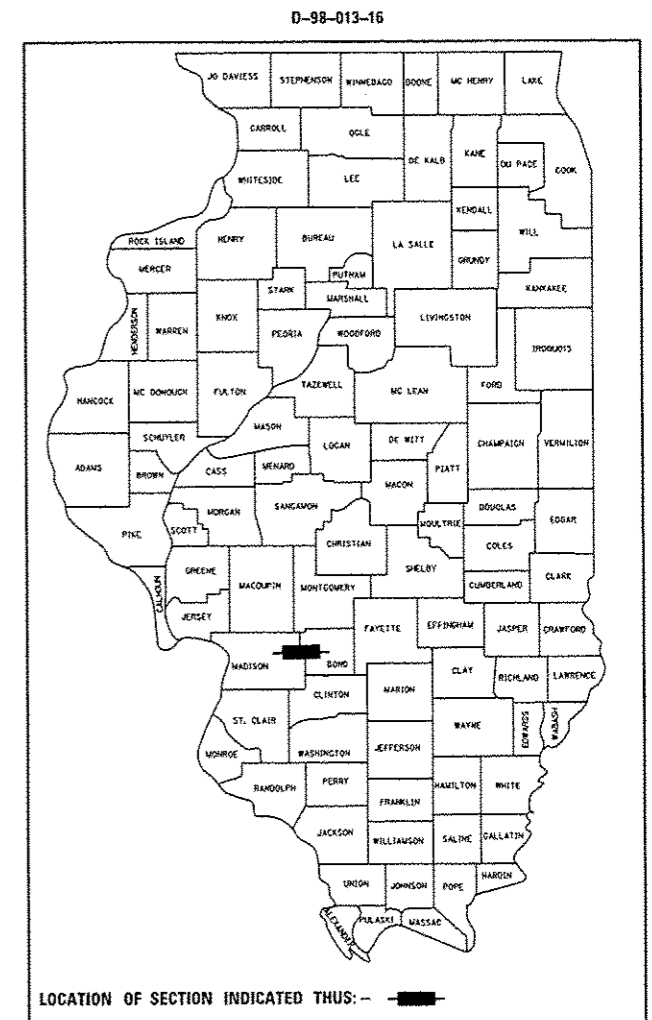 D-98-013-16
JO DAVIESS STEPHENSON WINNEBAGO BOONE MC HENRY LAKE
CARROLL OGLE DE KALB KANE DU PAGE COOK
WHITESIDE LEE
KENDALL WILL
ROCK ISLAND HENRY BUREAU LA SALLE GRUNDY
MERCER PUTNAM KANKAKEE
STARK MARSHALL
HENDERSON WARREN KNOX PEORIA WOODFORD LIVINGSTON IROQUOIS
HANCOCK MC DONOUGH FULTON TAZEWELL MC LEAN FORD
MASON
SCHUYLER LOGAN DE WITT CHAMPAIGN VERMILION
ADAMS BROWN CASS MENARD MACON PIATT
MORGAN SANGAMON DOUGLAS EDGAR
PIKE SCOTT CHRISTIAN MOULTRIE COLES
GREENE MACOUPIN MONTGOMERY SHELBY CUMBERLAND CLARK
CALHOUN JERSEY FAYETTE EFFINGHAM JASPER CRAWFORD
MADISON BOND CLAY RICHLAND LAWRENCE
CLINTON MARION
ST. CLAIR WAYNE EDWARDS WABASH
MONROE WASHINGTON JEFFERSON
RANDOLPH PERRY HAMILTON WHITE
FRANKLIN
JACKSON WILLIAMSON SALINE GALLATIN
UNION JOHNSON POPE HARDIN
ALEXANDER PULASKI MASSAC
LOCATION OF SECTION INDICATED THUS: -